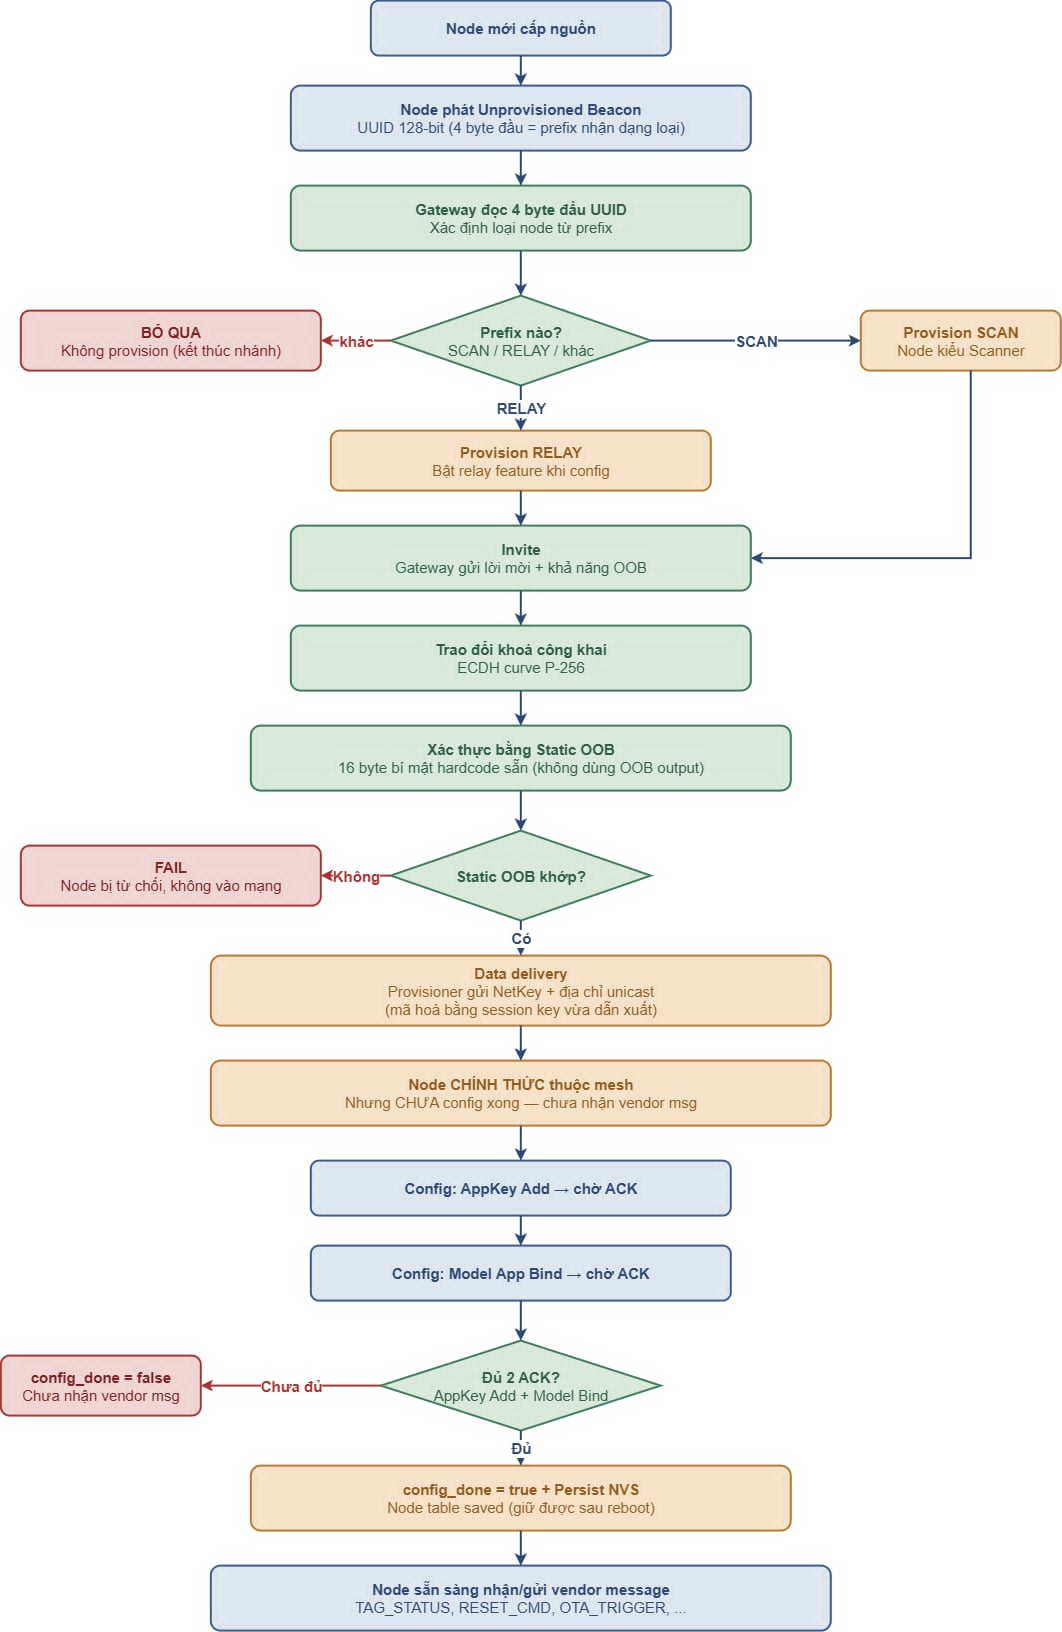 Node mới cấp nguồn
Node phát Unprovisioned Beacon
UUID 128-bit (4 byte đầu = prefix nhận dạng loại)
Gateway đọc 4 byte đầu UUID
Xác định loại node từ prefix
Prefix nào?
SCAN / RELAY / khác
khác
BỎ QUA
Không provision (kết thúc nhánh)
SCAN
Provision SCAN
Node kiểu Scanner
RELAY
Provision RELAY
Bật relay feature khi config
Invite
Gateway gửi lời mời + khả năng OOB
Trao đổi khoá công khai
ECDH curve P-256
Xác thực bằng Static OOB
16 byte bí mật hardcode sẵn (không dùng OOB output)
Static OOB khớp?
Không
FAIL
Node bị từ chối, không vào mạng
Có
Data delivery
Provisioner gửi NetKey + địa chỉ unicast
(mã hoá bằng session key vừa dẫn xuất)
Node CHÍNH THỨC thuộc mesh
Nhưng CHƯA config xong — chưa nhận vendor msg
Config: AppKey Add → chờ ACK
Config: Model App Bind → chờ ACK
Đủ 2 ACK?
AppKey Add + Model Bind
Chưa đủ
config_done = false
Chưa nhận vendor msg
Đủ
config_done = true + Persist NVS
Node table saved (giữ được sau reboot)
Node sẵn sàng nhận/gửi vendor message
TAG_STATUS, RESET_CMD, OTA_TRIGGER, ...